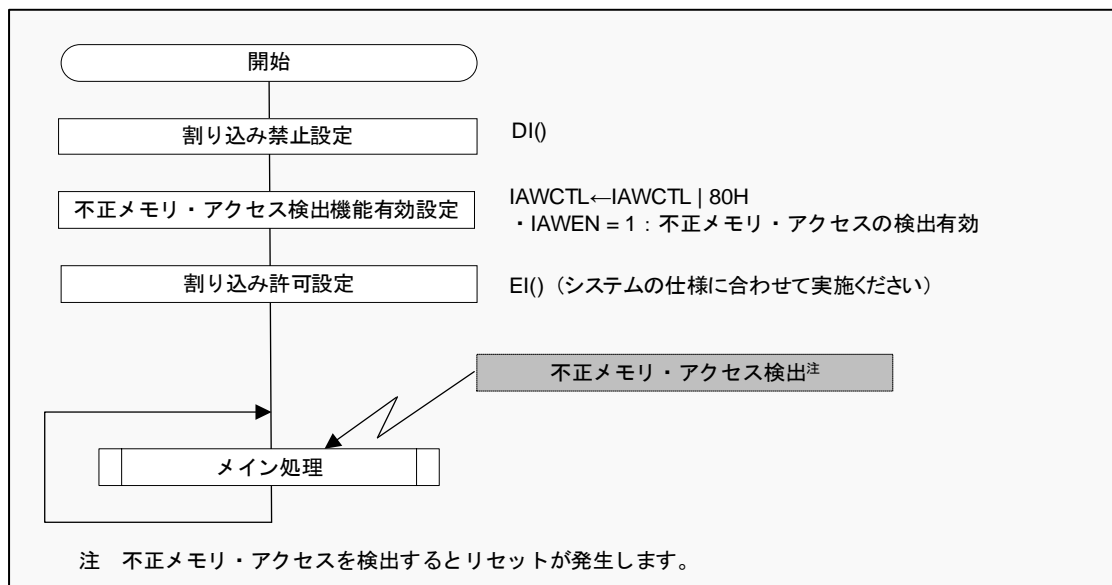 開始
割り込み禁止設定
DI()
不正メモリ・アクセス検出機能有効設定
IAWCTL←IAWCTL | 80H
・IAWEN = 1 : 不正メモリ・アクセスの検出有効
割り込み許可設定
EI() (システムの仕様に合わせて実施ください)
不正メモリ・アクセス検出注
メイン処理
注 不正メモリ・アクセスを検出するとリセットが発生します。